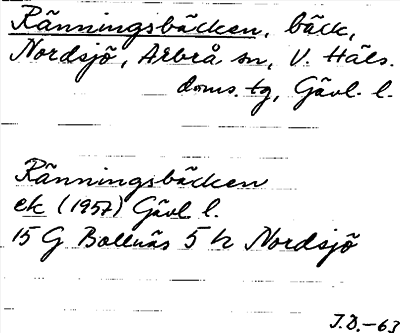 Ränningsbäcken, bäck,
Nordsjö, Arbrå sn, V. Häls.
doms. tg, Gävl. l.
Ränningsbäcken
ek (1957) Gävl l.
15 G Bollnäs 5 h Nordsjö
I.D.-63